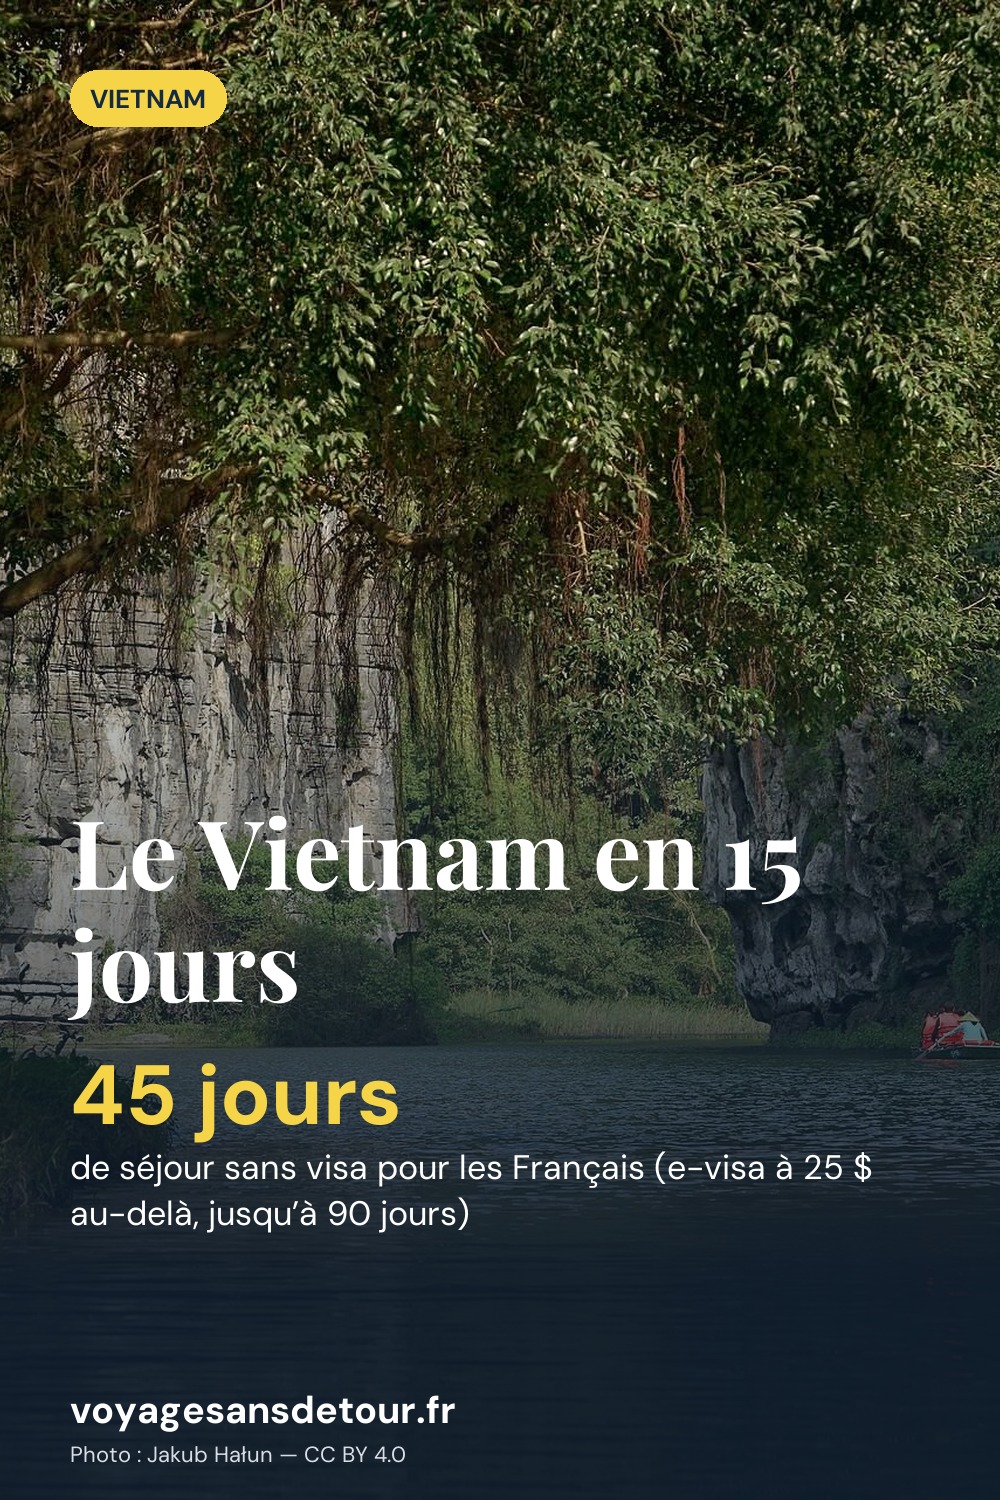 VIETNAM
Le Vietnam en 15
jours
45 jours
de séjour sans visa pour les Français (e-visa à 25 $
au-delà, jusqu’à 90 jours)
voyagesansdetour.fr
Photo : Jakub Hałun — CC BY 4.0